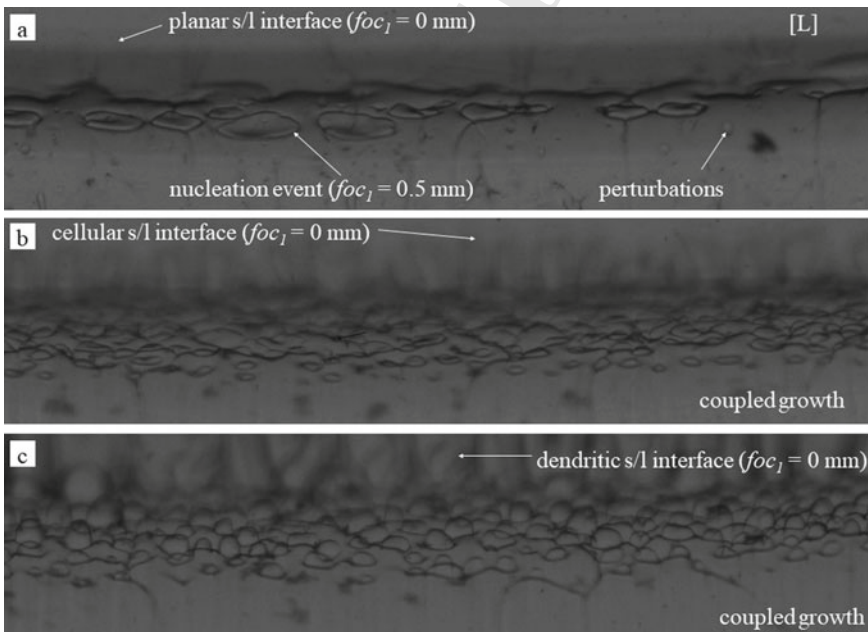 a
planar s/l interface (foc₁ = 0 mm)
[L]
nucleation event (foc₁ = 0.5 mm)
perturbations
b
cellular s/l interface (foc₁ = 0 mm)
coupled growth
c
dendritic s/l interface (foc₁ = 0 mm)
coupled growth